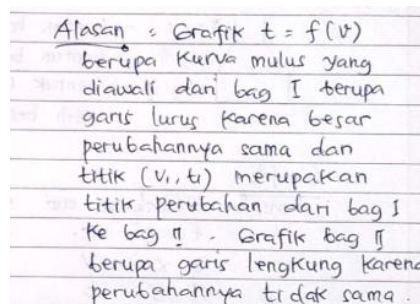 Alasan : Grafik t = f(v)
berupa kurva mulus yang
diawali dari bag I berupa
garis lurus karena besar
perubahannya sama dan
titik (v₁, t₁) merupakan
titik perubahan dari bag I
ke bag II. Grafik bag II
berupa garis lengkung karena
perubahannya tidak sama.